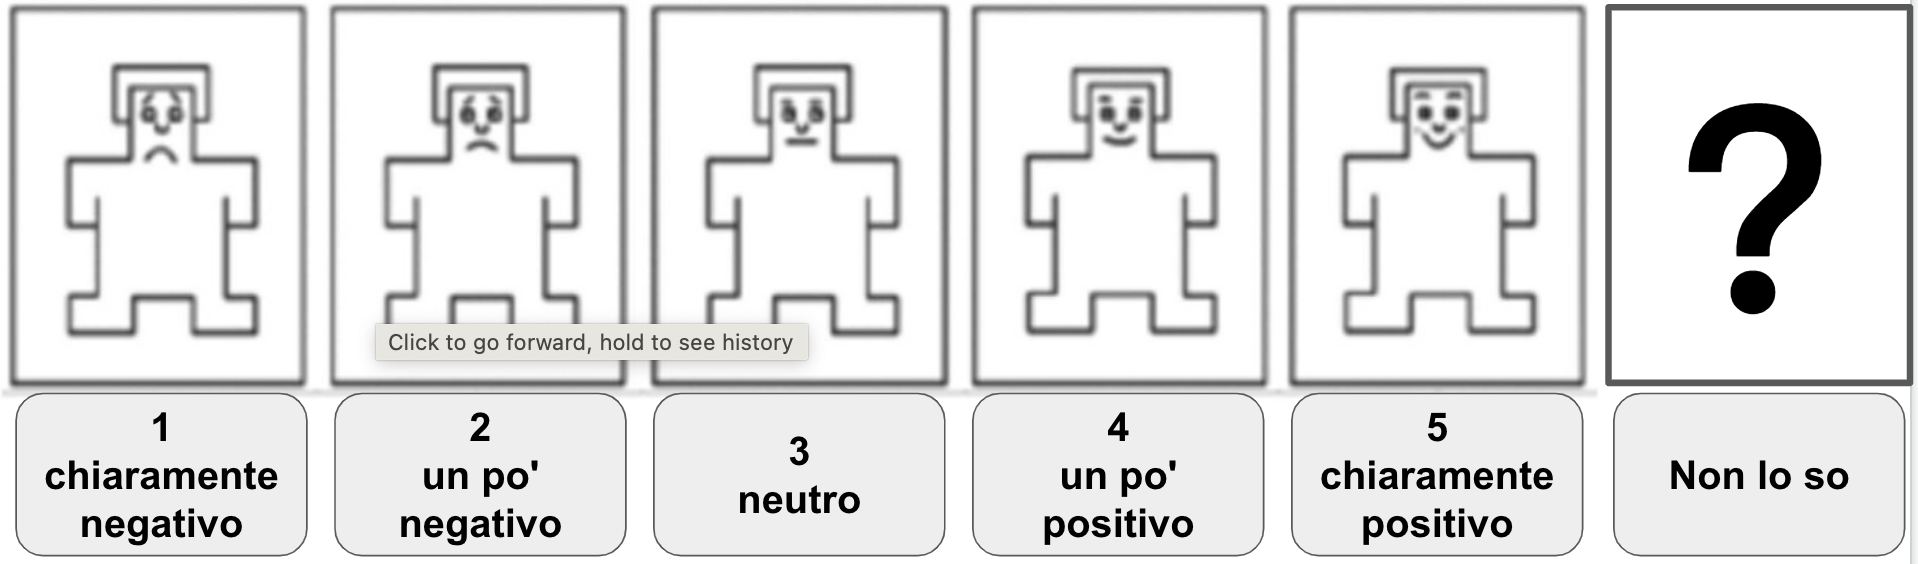 ?
Click to go forward, hold to see history
1
chiaramente
negativo
2
un po'
negativo
3
neutro
4
un po'
positivo
5
chiaramente
positivo
Non lo so